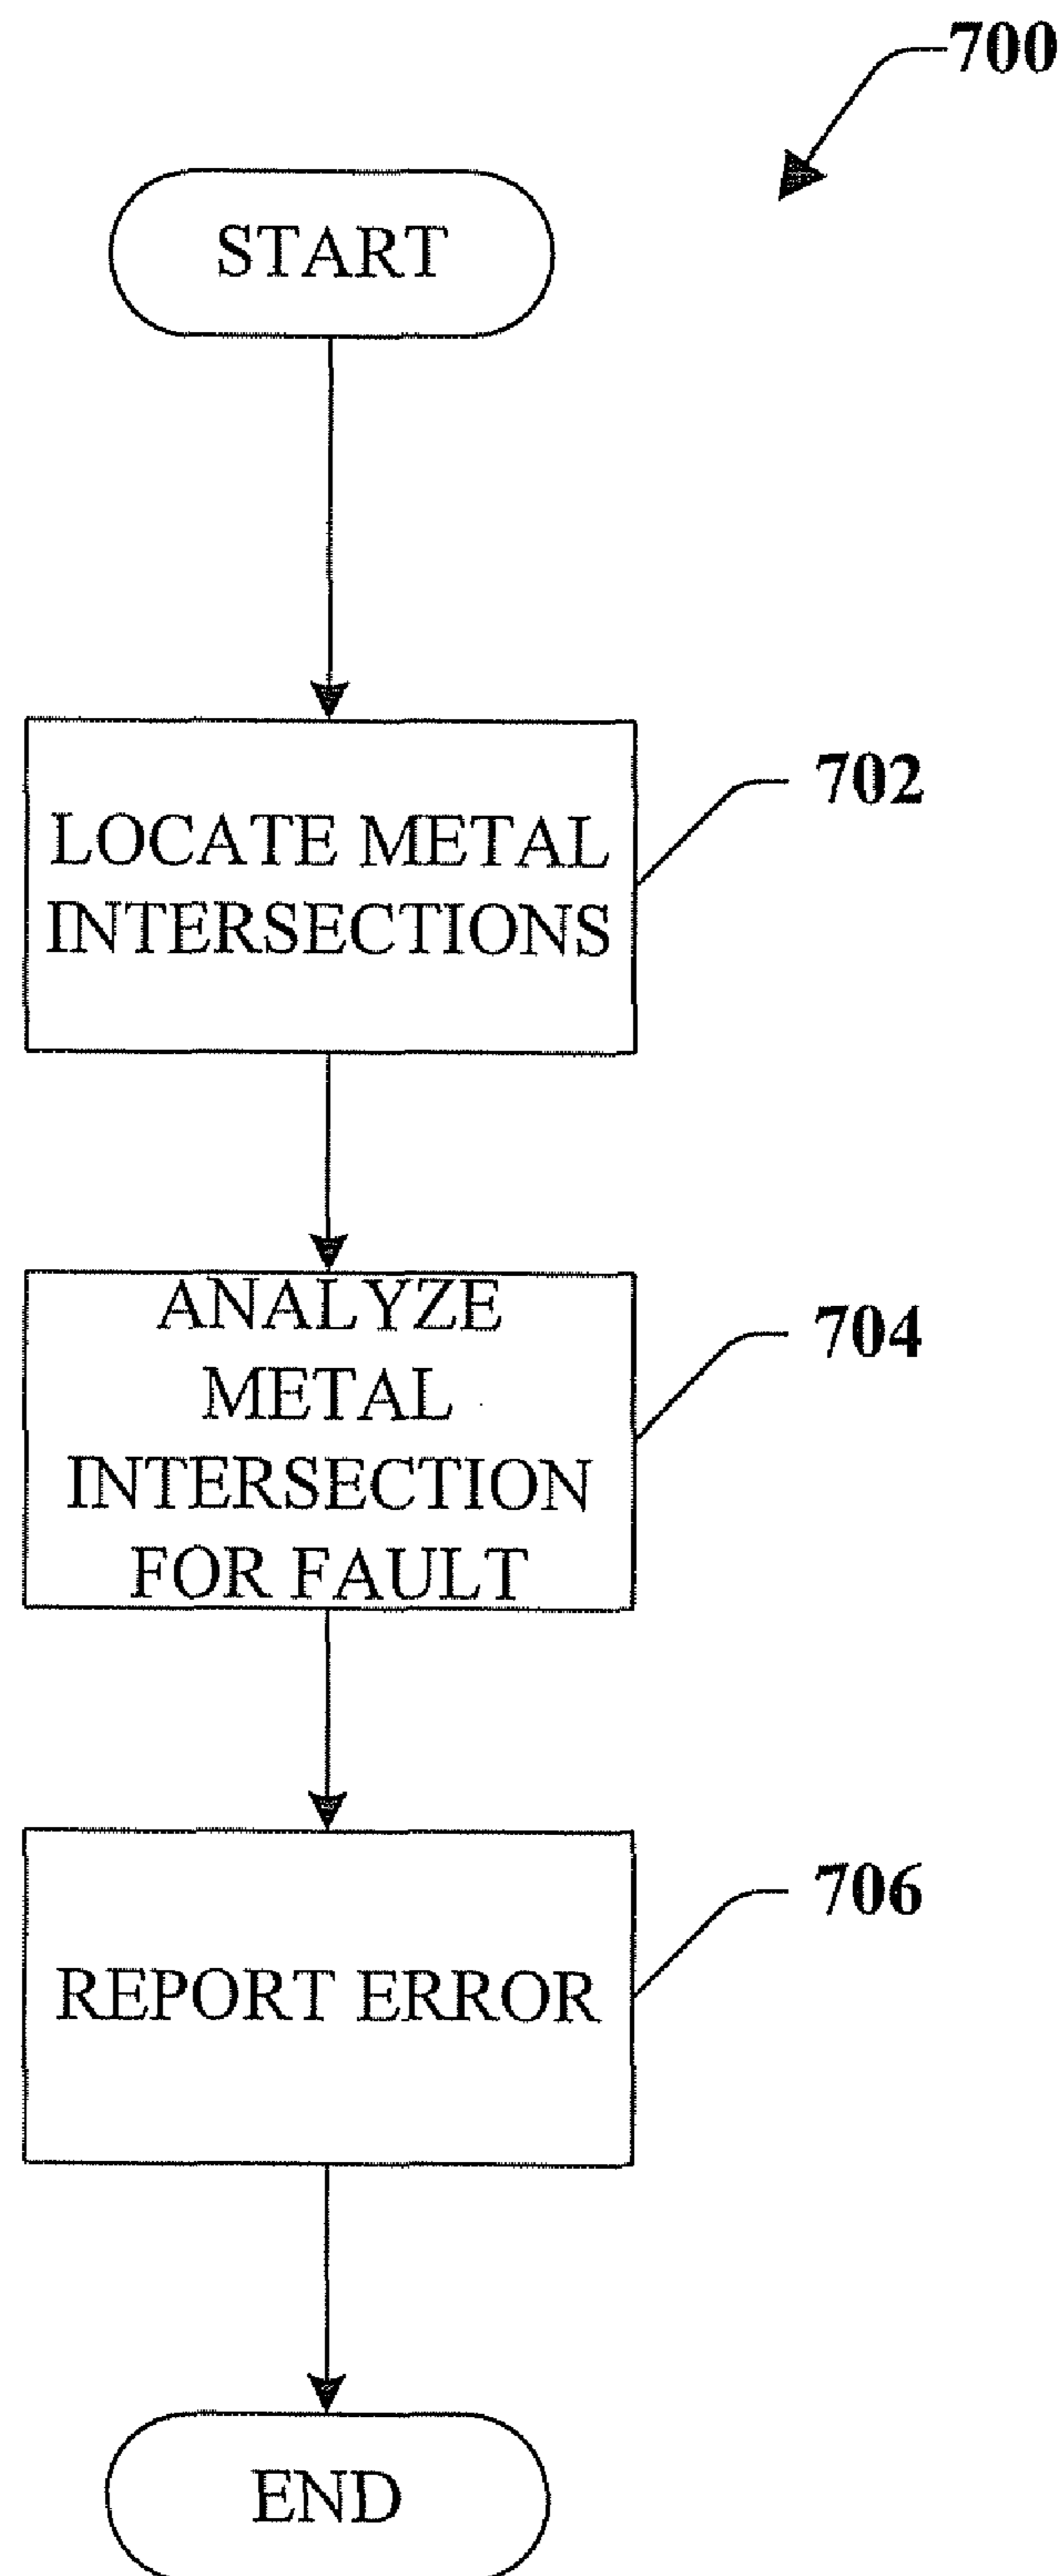 700
START
LOCATE METAL
INTERSECTIONS
702
ANALYZE
METAL
INTERSECTION
FOR FAULT
704
REPORT ERROR
706
END